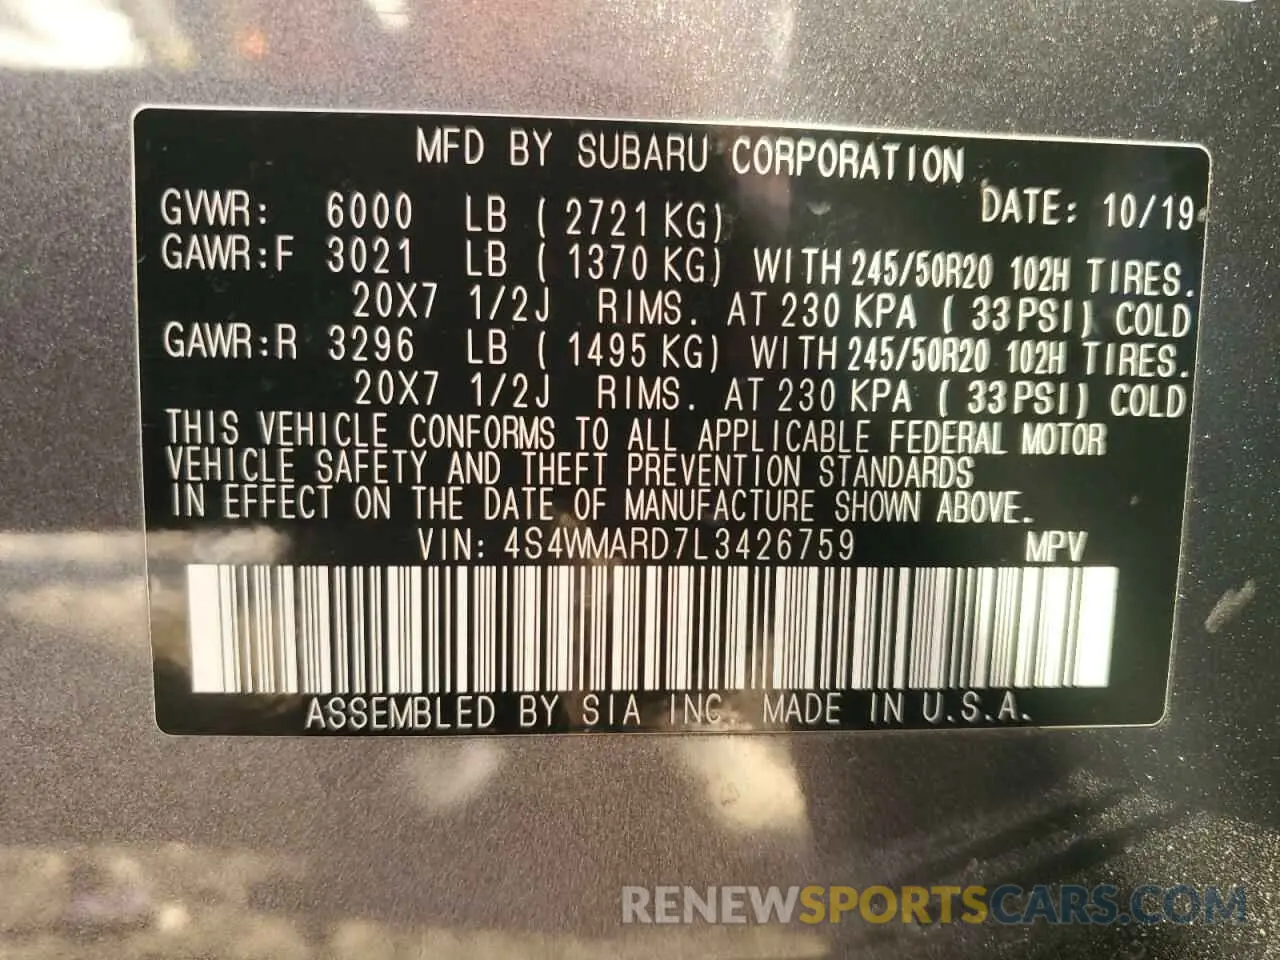 MFD BY SUBARU CORPORATION
GVWR: 6000 LB ( 2721 KG) DATE: 10/19
GAWR:F 3021 LB ( 1370 KG) WITH 245/50R20 102H TIRES.
20X7 1/2J RIMS. AT 230 KPA ( 33 PSI) COLD
GAWR:R 3296 LB ( 1495 KG) WITH 245/50R20 102H TIRES.
20X7 1/2J RIMS. AT 230 KPA ( 33 PSI) COLD
THIS VEHICLE CONFORMS TO ALL APPLICABLE FEDERAL MOTOR
VEHICLE SAFETY AND THEFT PREVENTION STANDARDS
IN EFFECT ON THE DATE OF MANUFACTURE SHOWN ABOVE.
VIN: 4S4WMARD7L3426759 MPV
ASSEMBLED BY SIA INC. MADE IN U.S.A.
RENEWSPORTSCARS.COM